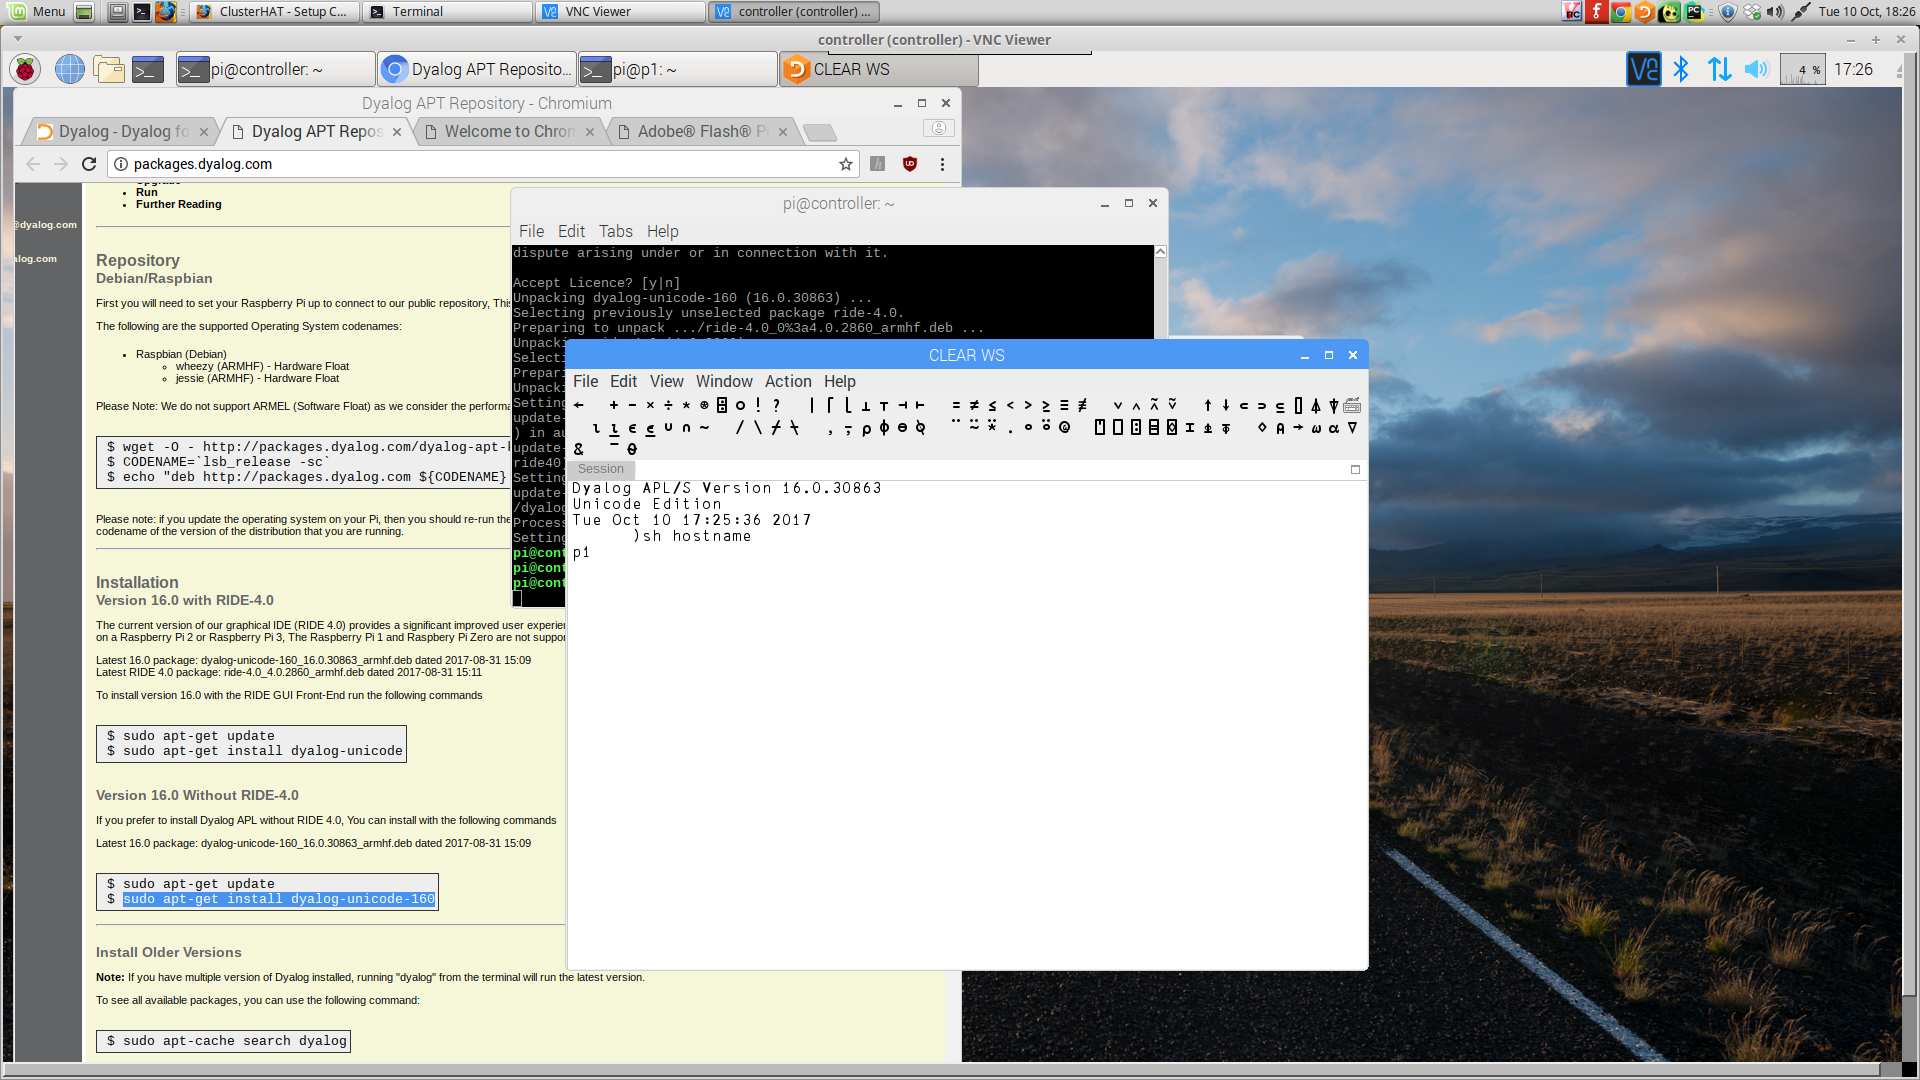 Menu
ClusterHAT - Setup C...
Terminal
VNC Viewer
controller (controller) ...
Tue 10 Oct, 18:26
controller (controller) - VNC Viewer
pi@controller: ~
Dyalog APT Reposito...
pi@p1: ~
CLEAR WS
4 %
17:26
Dyalog APT Repository - Chromium
Dyalog - Dyalog fo
Dyalog APT Repos
Welcome to Chron
Adobe® Flash® P
packages.dyalog.com
Run
Further Reading
@dyalog.com
alog.com
Repository
Debian/Raspbian
First you will need to set your Raspberry Pi up to connect to our public repository, This
The following are the supported Operating System codenames:
Raspbian (Debian)
wheezy (ARMHF) - Hardware Float
jessie (ARMHF) - Hardware Float
Please Note: We do not support ARMEL (Software Float) as we consider the performa
$ wget -O - http://packages.dyalog.com/dyalog-apt-k
$ CODENAME=`lsb_release -sc`
$ echo "deb http://packages.dyalog.com ${CODENAME}
Please note: if you update the operating system on your Pi, then you should re-run the
codename of the version of the distribution that you are running.
Installation
Version 16.0 with RIDE-4.0
The current version of our graphical IDE (RIDE 4.0) provides a significant improved user experien
on a Raspberry Pi 2 or Raspberry Pi 3, The Raspberry Pi 1 and Raspbery Pi Zero are not suppor
Latest 16.0 package: dyalog-unicode-160_16.0.30863_armhf.deb dated 2017-08-31 15:09
Latest RIDE 4.0 package: ride-4.0_4.0.2860_armhf.deb dated 2017-08-31 15:11
To install version 16.0 with the RIDE GUI Front-End run the following commands
$ sudo apt-get update
$ sudo apt-get install dyalog-unicode
Version 16.0 Without RIDE-4.0
If you prefer to install Dyalog APL without RIDE 4.0, You can install with the following commands
Latest 16.0 package: dyalog-unicode-160_16.0.30863_armhf.deb dated 2017-08-31 15:09
$ sudo apt-get update
$ sudo apt-get install dyalog-unicode-160
Install Older Versions
Note: If you have multiple version of Dyalog installed, running "dyalog" from the terminal will run the latest version.
To see all available packages, you can use the following command:
$ sudo apt-cache search dyalog
pi@controller: ~
File Edit Tabs Help
dispute arising under or in connection with it.
Accept Licence? [y|n]
Unpacking dyalog-unicode-160 (16.0.30863) ...
Selecting previously unselected package ride-4.0.
Preparing to unpack .../ride-4.0_0%3a4.0.2860_armhf.deb ...
Unpacki
Selecti
Prepari
Unpacki
Setting
update-
) in au
update-
ride40)
Setting
update-
/dyalog
Process
Setting
pi@cont
pi@cont
pi@cont
CLEAR WS
File Edit View Window Action Help
← + - × ÷ * ⍟ ⌹ ○ ! ? | ⌈ ⌊ ⊥ ⊤ ⊣ ⊢ = ≠ ≤ < > ≥ ≡ ≢ ∨ ∧ ⍲ ⍱ ↑ ↓ ⊂ ⊃ ⊆ ⌷ ⍋ ⍒
⍳ ⍸ ∊ ⍷ ∪ ∩ ~ / \ ⌿ ⍀ , ⍪ ⍴ ⌽ ⊖ ⍉ ¨ ⍨ ⍣ . ∘ ⍤ @ ⍞ ⎕ ⍠ ⌸ ⌺ ⌶ ⍎ ⍕ ⋄ ⍝ → ⍵ ⍺ ∇
& ¯ ⍬
Session
Dyalog APL/S Version 16.0.30863
Unicode Edition
Tue Oct 10 17:25:36 2017
)sh hostname
p1